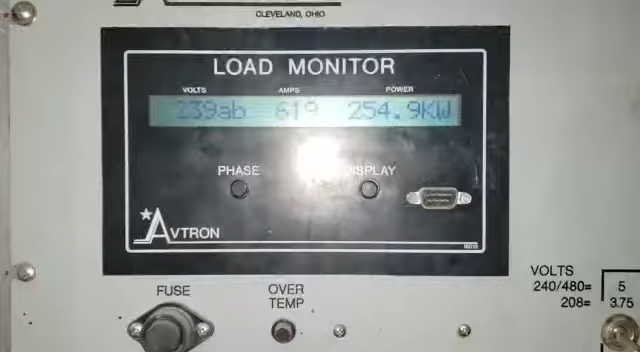 CLEVELAND, OHIO
LOAD MONITOR
VOLTS AMPS POWER
239ab 619 254.9KW
PHASE DISPLAY
AVTRON
FUSE
OVER
TEMP
VOLTS
240/480= 5
208= 3.75